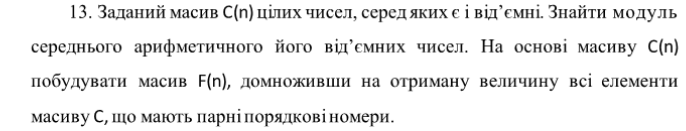 13. Заданий масив C(n) цілих чисел, серед яких є і від’ємні. Знайти модуль
середнього арифметичного його від’ємних чисел. На основі масиву C(n)
побудувати масив F(n), домноживши на отриману величину всі елементи
масиву C, що мають парні порядкові номери.